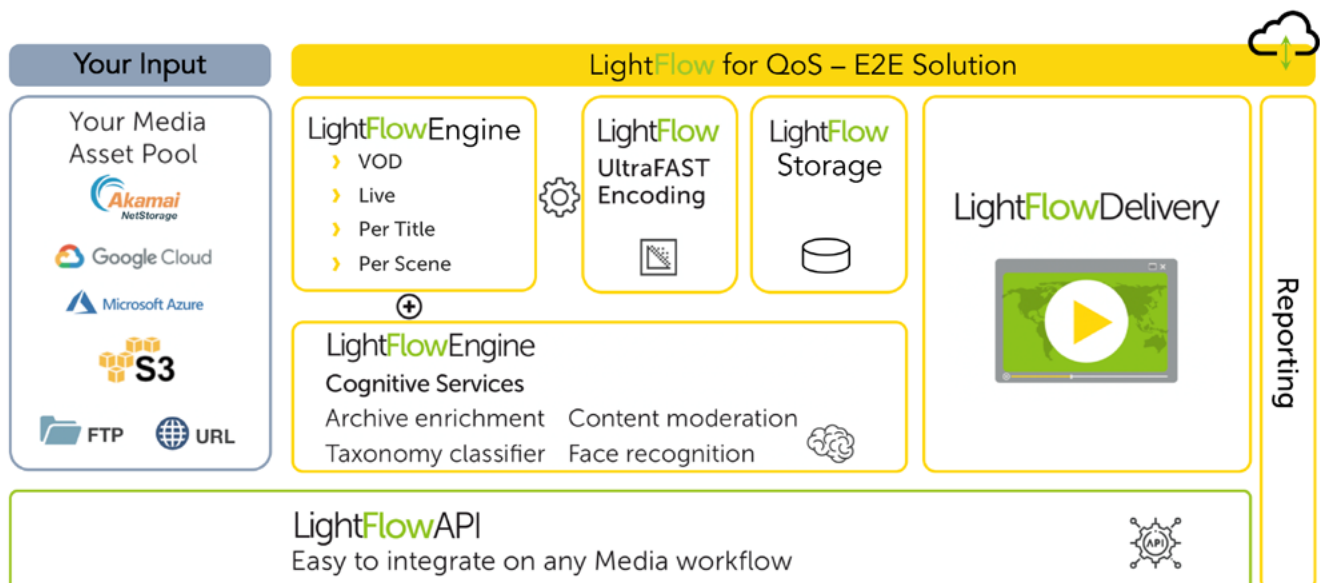 Your Input
LightFlow for QoS – E2E Solution
Your Media
Asset Pool
Akamai
NetStorage
Google Cloud
Microsoft Azure
S3
FTP
URL
LightFlowEngine
VOD
Live
Per Title
Per Scene
LightFlow
UltraFAST
Encoding
LightFlow
Storage
LightFlowEngine
Cognitive Services
Archive enrichment Content moderation
Taxonomy classifier Face recognition
LightFlowDelivery
Reporting
LightFlowAPI
Easy to integrate on any Media workflow
API